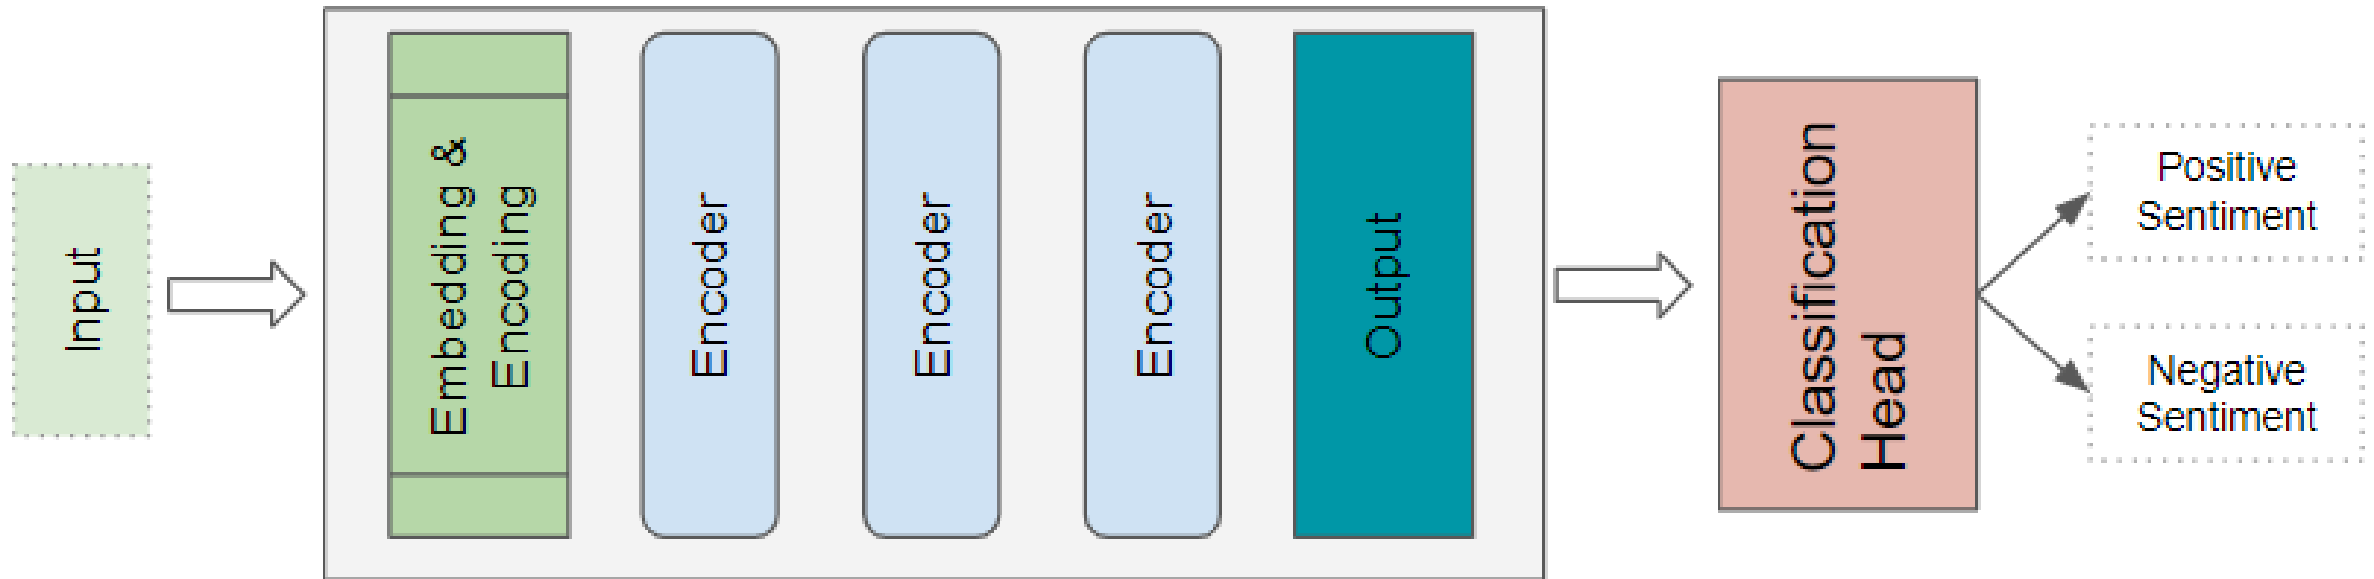 Input
Embedding &
Encoding
Encoder
Encoder
Encoder
Output
Classification
Head
Positive
Sentiment
Negative
Sentiment